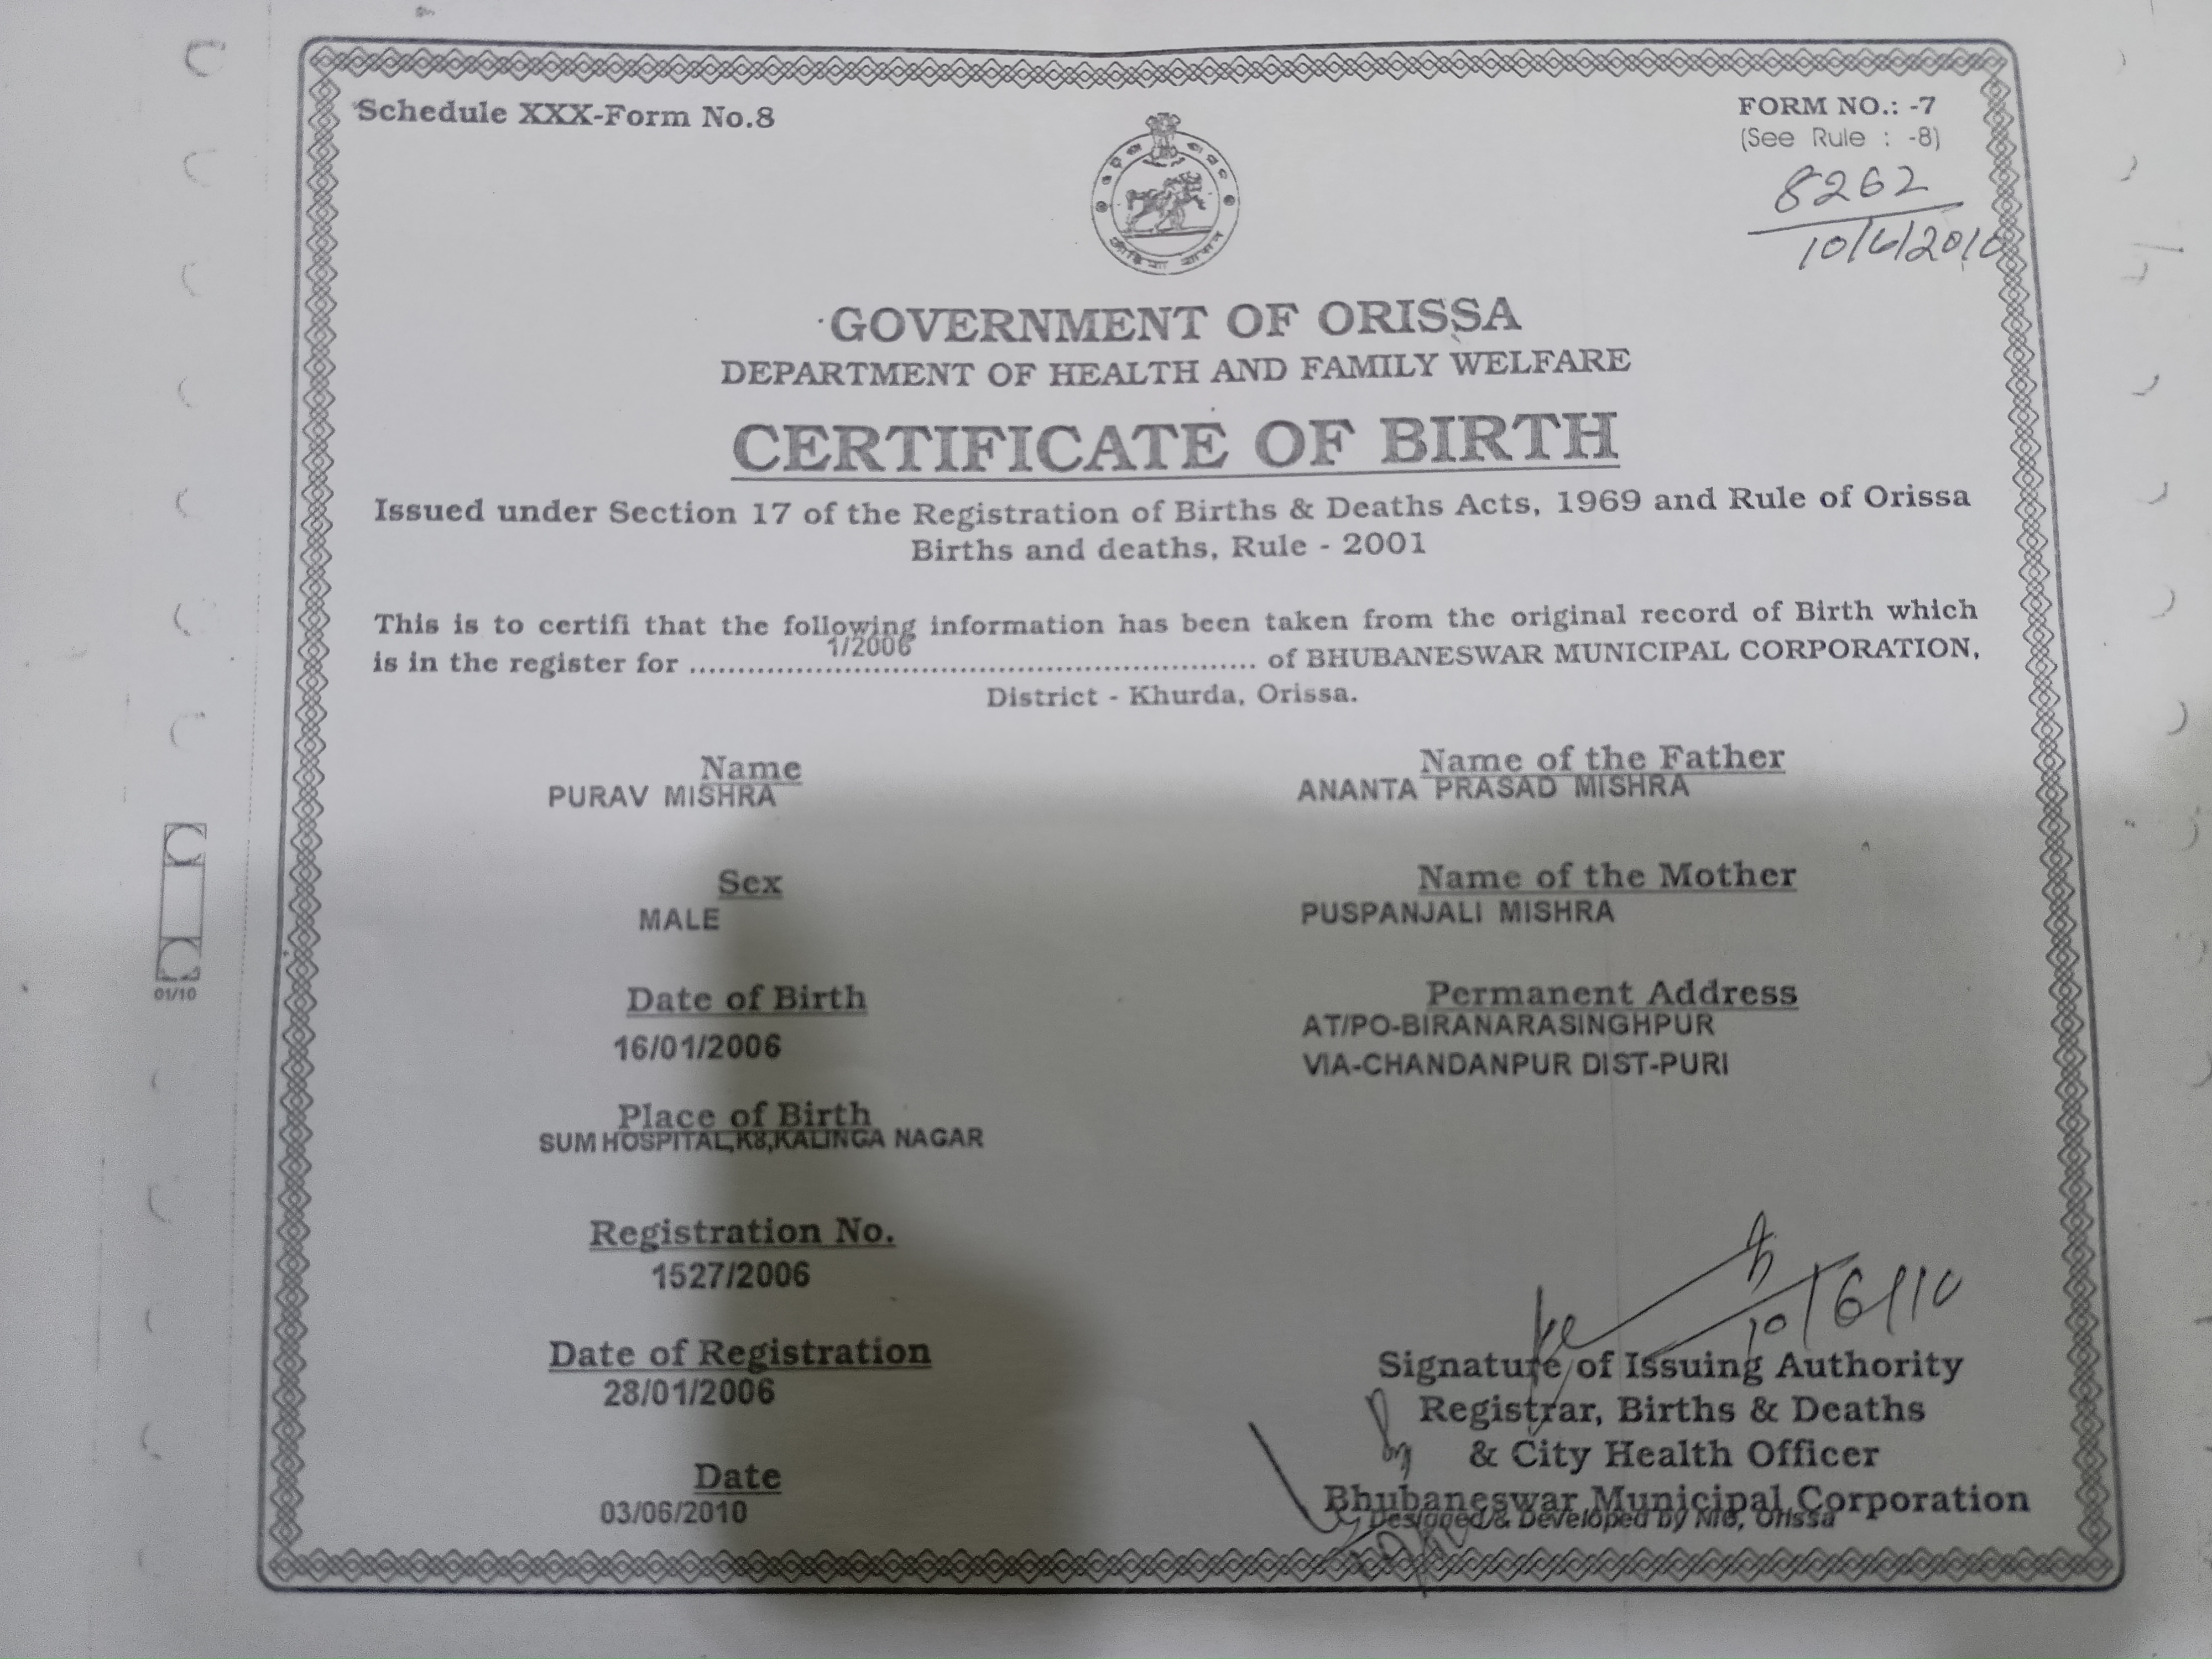 Schedule XXX-Form No.8
FORM NO.: -7
(See Rule : -8)
8262
10/6/2010
GOVERNMENT OF ORISSA
DEPARTMENT OF HEALTH AND FAMILY WELFARE
CERTIFICATE OF BIRTH
Issued under Section 17 of the Registration of Births & Deaths Acts, 1969 and Rule of Orissa
Births and deaths, Rule - 2001
This is to certifi that the following information has been taken from the original record of Birth which
1/2006
is in the register for ............................................................ of BHUBANESWAR MUNICIPAL CORPORATION,
District - Khurda, Orissa.
Name
PURAV MISHRA
Name of the Father
ANANTA PRASAD MISHRA
Sex
MALE
Name of the Mother
PUSPANJALI MISHRA
Date of Birth
16/01/2006
Permanent Address
AT/PO-BIRANARASINGHPUR
VIA-CHANDANPUR DIST-PURI
Place of Birth
SUM HOSPITAL,K8,KALINGA NAGAR
Registration No.
1527/2006
Date of Registration
28/01/2006
Date
03/06/2010
10/6/10
Signature of Issuing Authority
Registrar, Births & Deaths
& City Health Officer
Bhubaneswar Municipal Corporation
Designed & Developed by NIC, Orissa
01/10